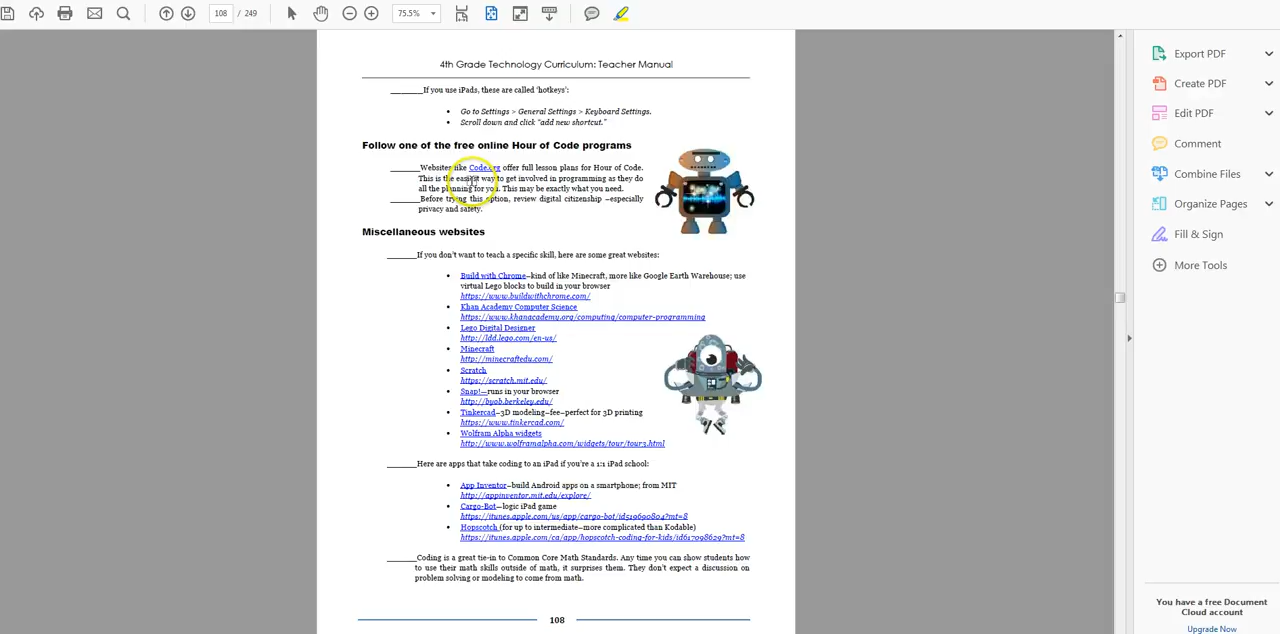 108 / 249
75.5%
4th Grade Technology Curriculum: Teacher Manual
_______If you use iPads, these are called 'hotkeys':
• Go to Settings > General Settings > Keyboard Settings.
• Scroll down and click "add new shortcut."
Follow one of the free online Hour of Code programs
_______Websites like Code.org offer full lesson plans for Hour of Code.
This is the easiest way to get involved in programming as they do
all the planning for you. This may be exactly what you need.
_______Before trying this option, review digital citizenship –especially
privacy and safety.
Miscellaneous websites
_______If you don't want to teach a specific skill, here are some great websites:
• Build with Chrome—kind of like Minecraft, more like Google Earth Warehouse; use
virtual Lego blocks to build in your browser
https://www.buildwithchrome.com/
• Khan Academy Computer Science
https://www.khanacademy.org/computing/computer-programming
• Lego Digital Designer
http://ldd.lego.com/en-us/
• Minecraft
http://minecraftedu.com/
• Scratch
https://scratch.mit.edu/
• Snap!—runs in your browser
http://byob.berkeley.edu/
• Tinkercad—3D modeling—fee—perfect for 3D printing
https://www.tinkercad.com/
• Wolfram Alpha widgets
http://www.wolframalpha.com/widgets/tour/tour3.html
_______Here are apps that take coding to an iPad if you're a 1:1 iPad school:
• App Inventor—build Android apps on a smartphone; from MIT
http://appinventor.mit.edu/explore/
• Cargo-Bot—logic iPad game
https://itunes.apple.com/us/app/cargo-bot/id519690804?mt=8
• Hopscotch (for up to intermediate—more complicated than Kodable)
https://itunes.apple.com/ca/app/hopscotch-coding-for-kids/id617098629?mt=8
_______Coding is a great tie-in to Common Core Math Standards. Any time you can show students how
to use their math skills outside of math, it surprises them. They don't expect a discussion on
problem solving or modeling to come from math.
108
Export PDF
Create PDF
Edit PDF
Comment
Combine Files
Organize Pages
Fill & Sign
More Tools
You have a free Document
Cloud account
Upgrade Now